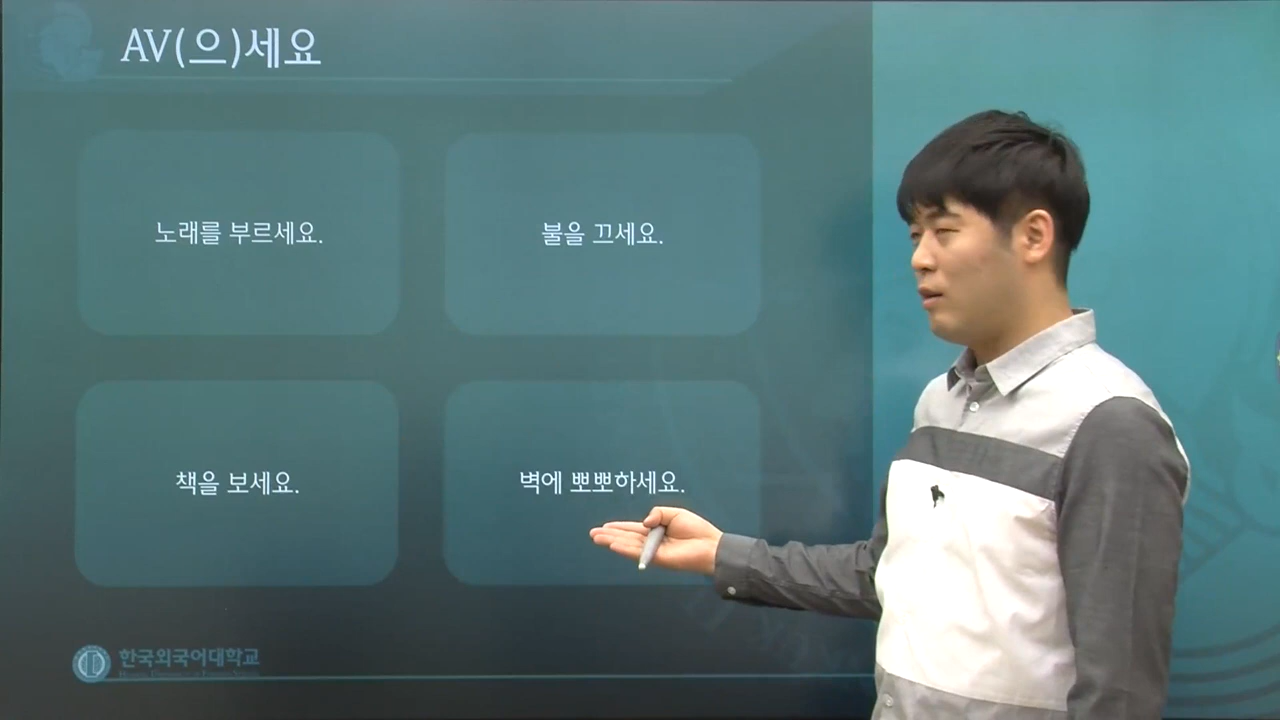 AV(으)세요
노래를 부르세요.
불을 끄세요.
책을 보세요.
벽에 뽀뽀하세요.
한국외국어대학교